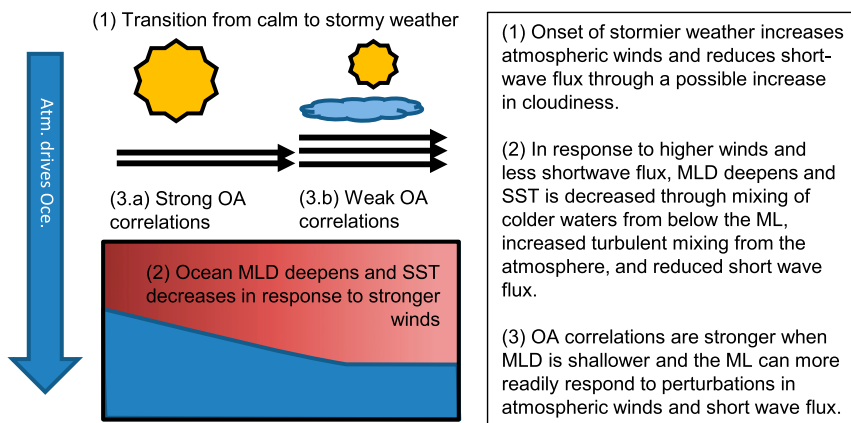 (1) Transition from calm to stormy weather
Atm. drives Oce.
(3.a) Strong OA
correlations
(3.b) Weak OA
correlations
(2) Ocean MLD deepens and SST
decreases in response to stronger
winds
(1) Onset of stormier weather increases
atmospheric winds and reduces short-
wave flux through a possible increase
in cloudiness.
(2) In response to higher winds and
less shortwave flux, MLD deepens and
SST is decreased through mixing of
colder waters from below the ML,
increased turbulent mixing from the
atmosphere, and reduced short wave
flux.
(3) OA correlations are stronger when
MLD is shallower and the ML can more
readily respond to perturbations in
atmospheric winds and short wave flux.